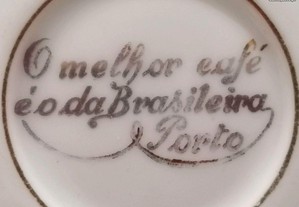 O melhor café
é o da Brasileira
Porto